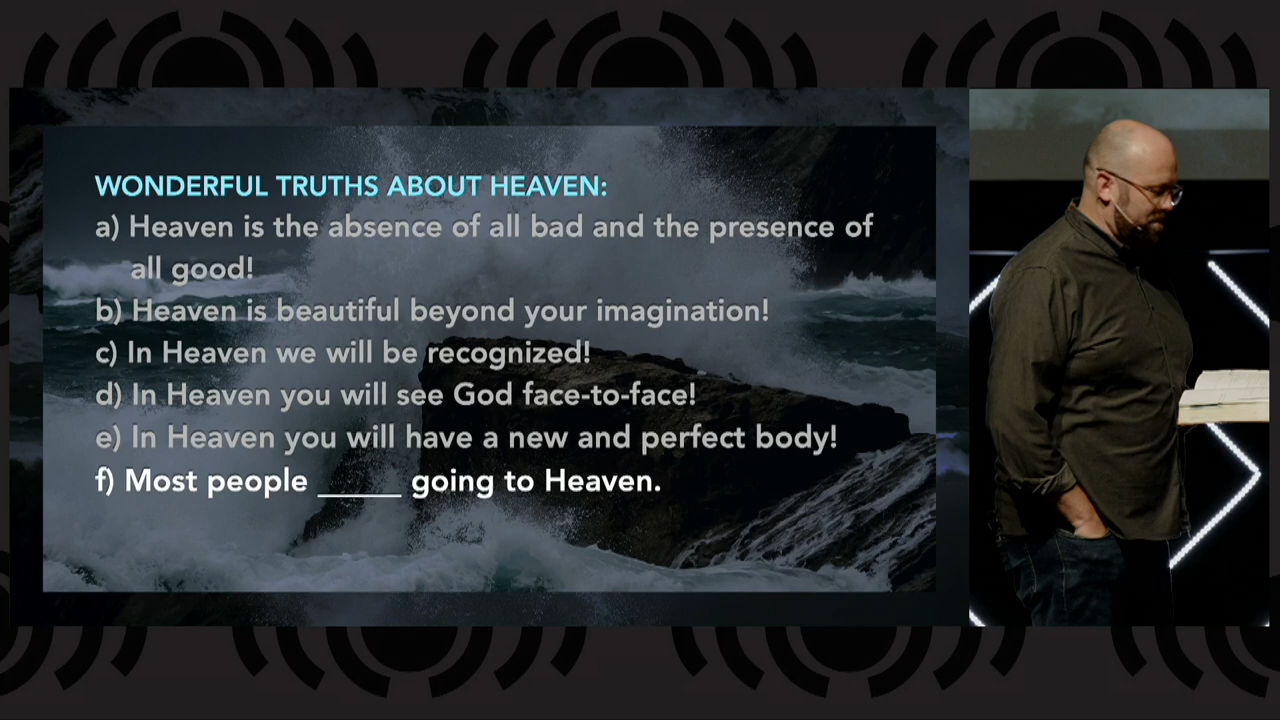 WONDERFUL TRUTHS ABOUT HEAVEN:
a) Heaven is the absence of all bad and the presence of
all good!
b) Heaven is beautiful beyond your imagination!
c) In Heaven we will be recognized!
d) In Heaven you will see God face-to-face!
e) In Heaven you will have a new and perfect body!
f) Most people _____ going to Heaven.